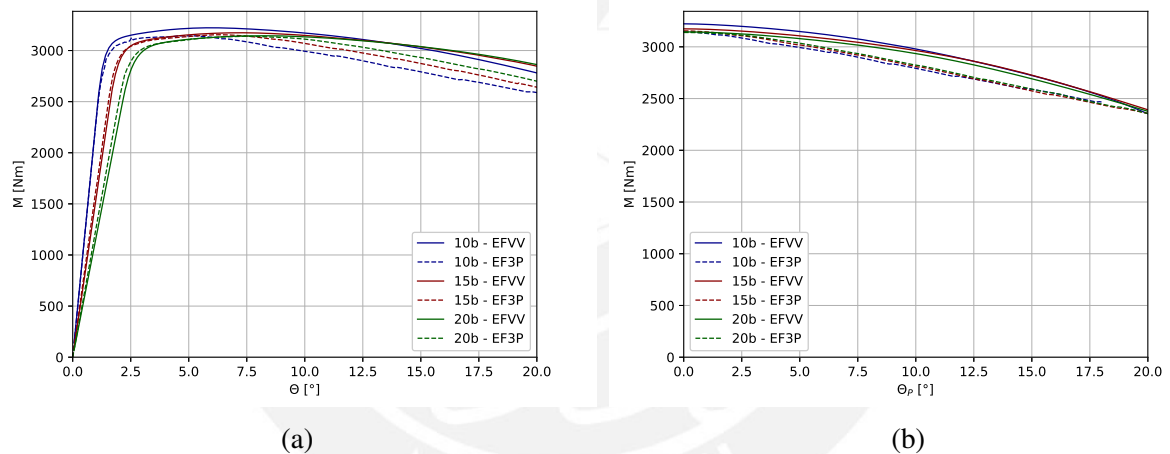 3000
2500
2000
1500
1000
500
0
M [Nm]
0.0 2.5 5.0 7.5 10.0 12.5 15.0 17.5 20.0
Θ [°]
10b - EFVV
10b - EF3P
15b - EFVV
15b - EF3P
20b - EFVV
20b - EF3P
(a)
3000
2500
2000
1500
1000
500
0
M [Nm]
0.0 2.5 5.0 7.5 10.0 12.5 15.0 17.5 20.0
ΘP [°]
10b - EFVV
10b - EF3P
15b - EFVV
15b - EF3P
20b - EFVV
20b - EF3P
(b)